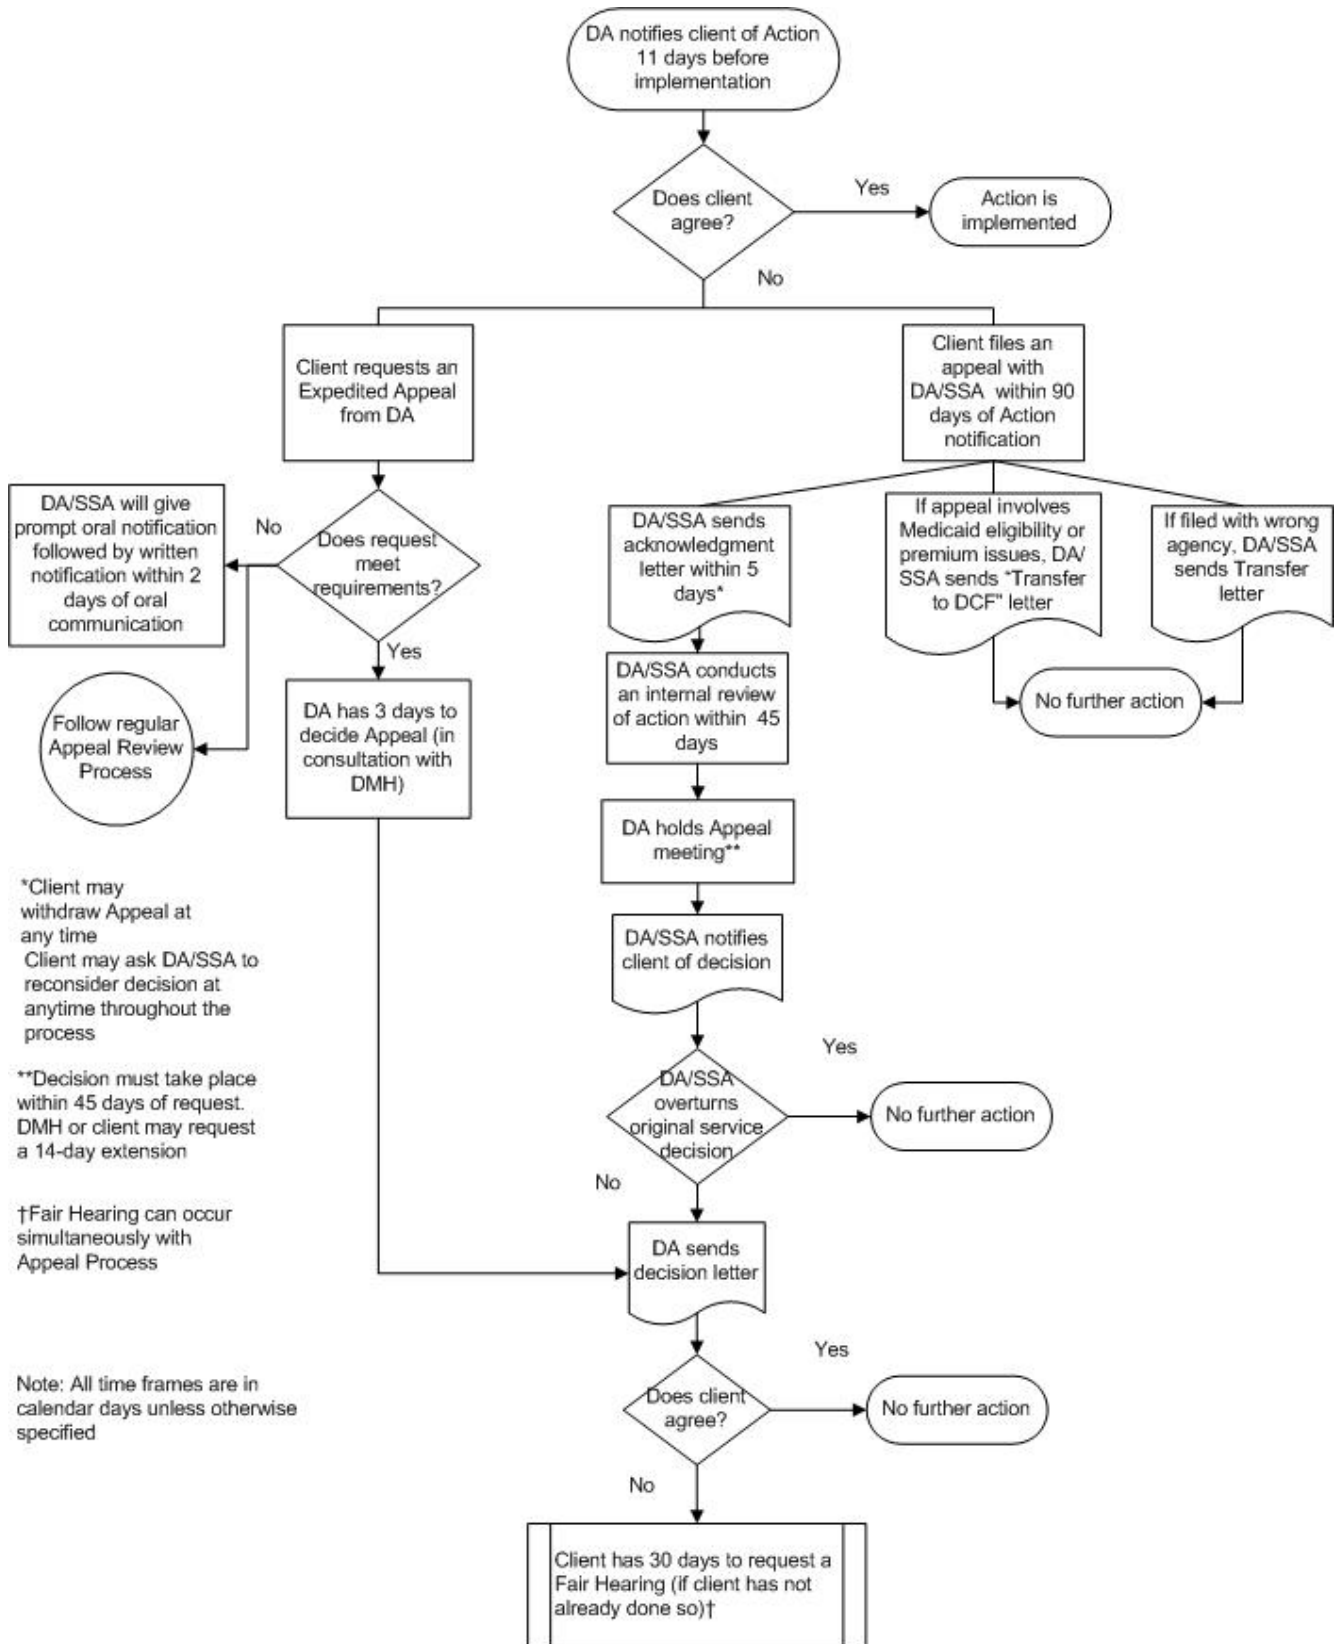 DA notifies client of Action
11 days before
implementation
Does client
agree?
Yes
Action is
implemented
No
Client requests an
Expedited Appeal
from DA
Client files an
appeal with
DA/SSA within 90
days of Action
notification
DA/SSA will give
prompt oral notification
followed by written
notification within 2
days of oral
communication
No
Does request
meet
requirements?
DA/SSA sends
acknowledgment
letter within 5
days*
If appeal involves
Medicaid eligibility or
premium issues, DA/
SSA sends "Transfer
to DCF" letter
If filed with wrong
agency, DA/SSA
sends Transfer
letter
Yes
Follow regular
Appeal Review
Process
DA has 3 days to
decide Appeal (in
consultation with
DMH)
DA/SSA conducts
an internal review
of action within 45
days
No further action
DA holds Appeal
meeting**
*Client may
withdraw Appeal at
any time
Client may ask DA/SSA to
reconsider decision at
anytime throughout the
process
DA/SSA notifies
client of decision
**Decision must take place
within 45 days of request.
DMH or client may request
a 14-day extension
Yes
DA/SSA
overturns
original service
decision
No further action
No
†Fair Hearing can occur
simultaneously with
Appeal Process
DA sends
decision letter
Yes
Note: All time frames are in
calendar days unless otherwise
specified
Does client
agree?
No further action
No
Client has 30 days to request a
Fair Hearing (if client has not
already done so)†